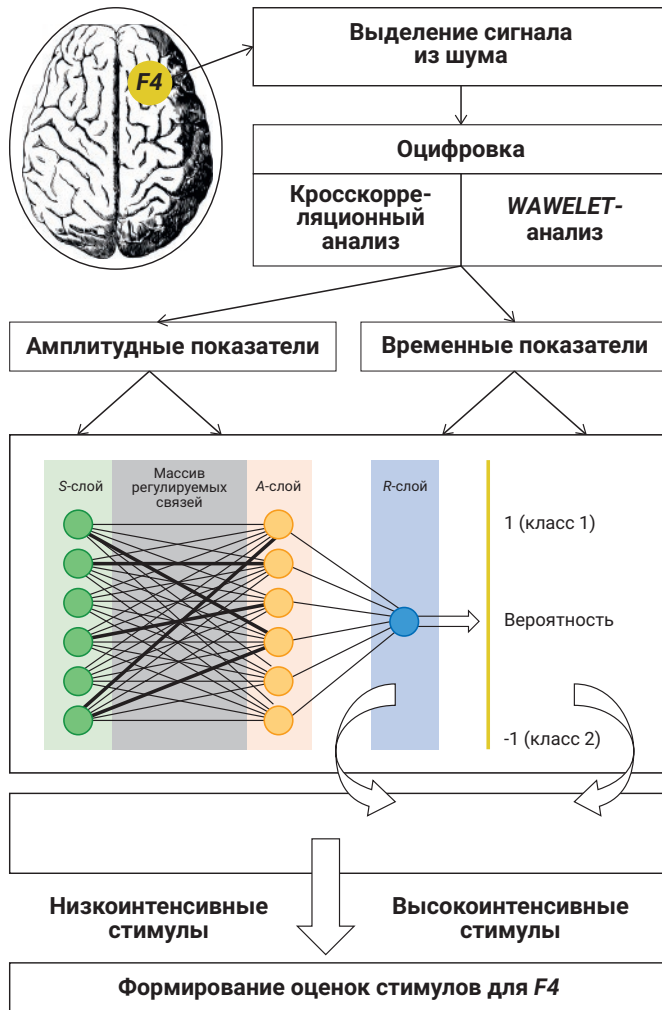 F4
Выделение сигнала
из шума
Оцифровка
Кросскорре-
ляционный
анализ
WAWELET-
анализ
Амплитудные показатели
Временные показатели
S-слой
Массив
регулируемых
связей
A-слой
R-слой
1 (класс 1)
Вероятность
-1 (класс 2)
Низкоинтенсивные
стимулы
Высокоинтенсивные
стимулы
Формирование оценок стимулов для F4